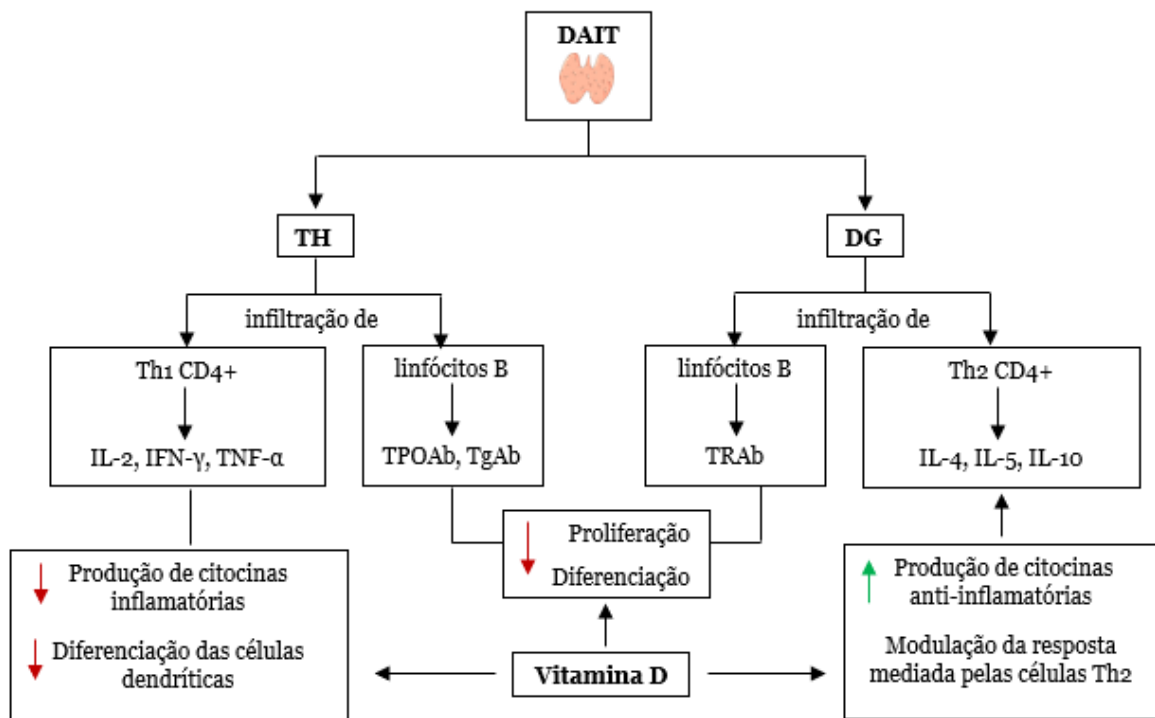 DAIT
TH
DG
infiltração de
infiltração de
Th1 CD4+
IL-2, IFN-γ, TNF-α
linfócitos B
TPOAb, TgAb
linfócitos B
TRAb
Th2 CD4+
IL-4, IL-5, IL-10
Produção de citocinas
inflamatórias
Diferenciação das células
dendríticas
Proliferação
Diferenciação
Produção de citocinas
anti-inflamatórias
Modulação da resposta
mediada pelas células Th2
Vitamina D